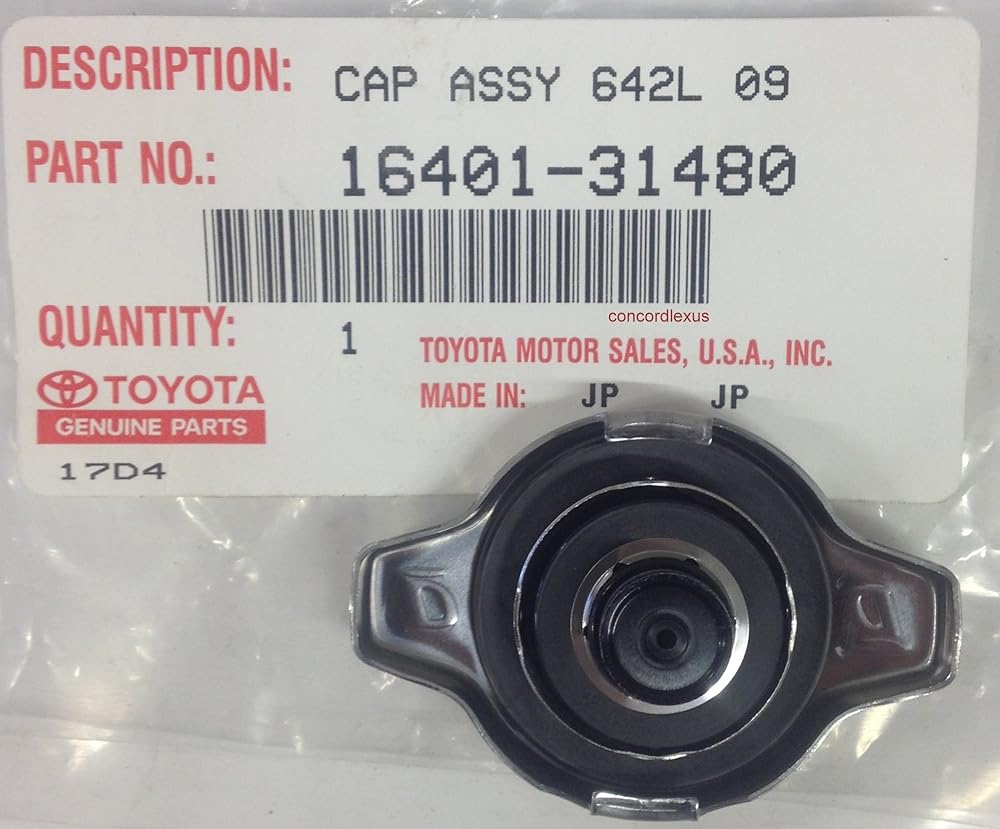 DESCRIPTION: CAP ASSY 642L 09
PART NO.: 16401-31480
concordlexus
QUANTITY: 1
TOYOTA MOTOR SALES, U.S.A., INC.
TOYOTA
MADE IN: JP JP
GENUINE PARTS
17D4